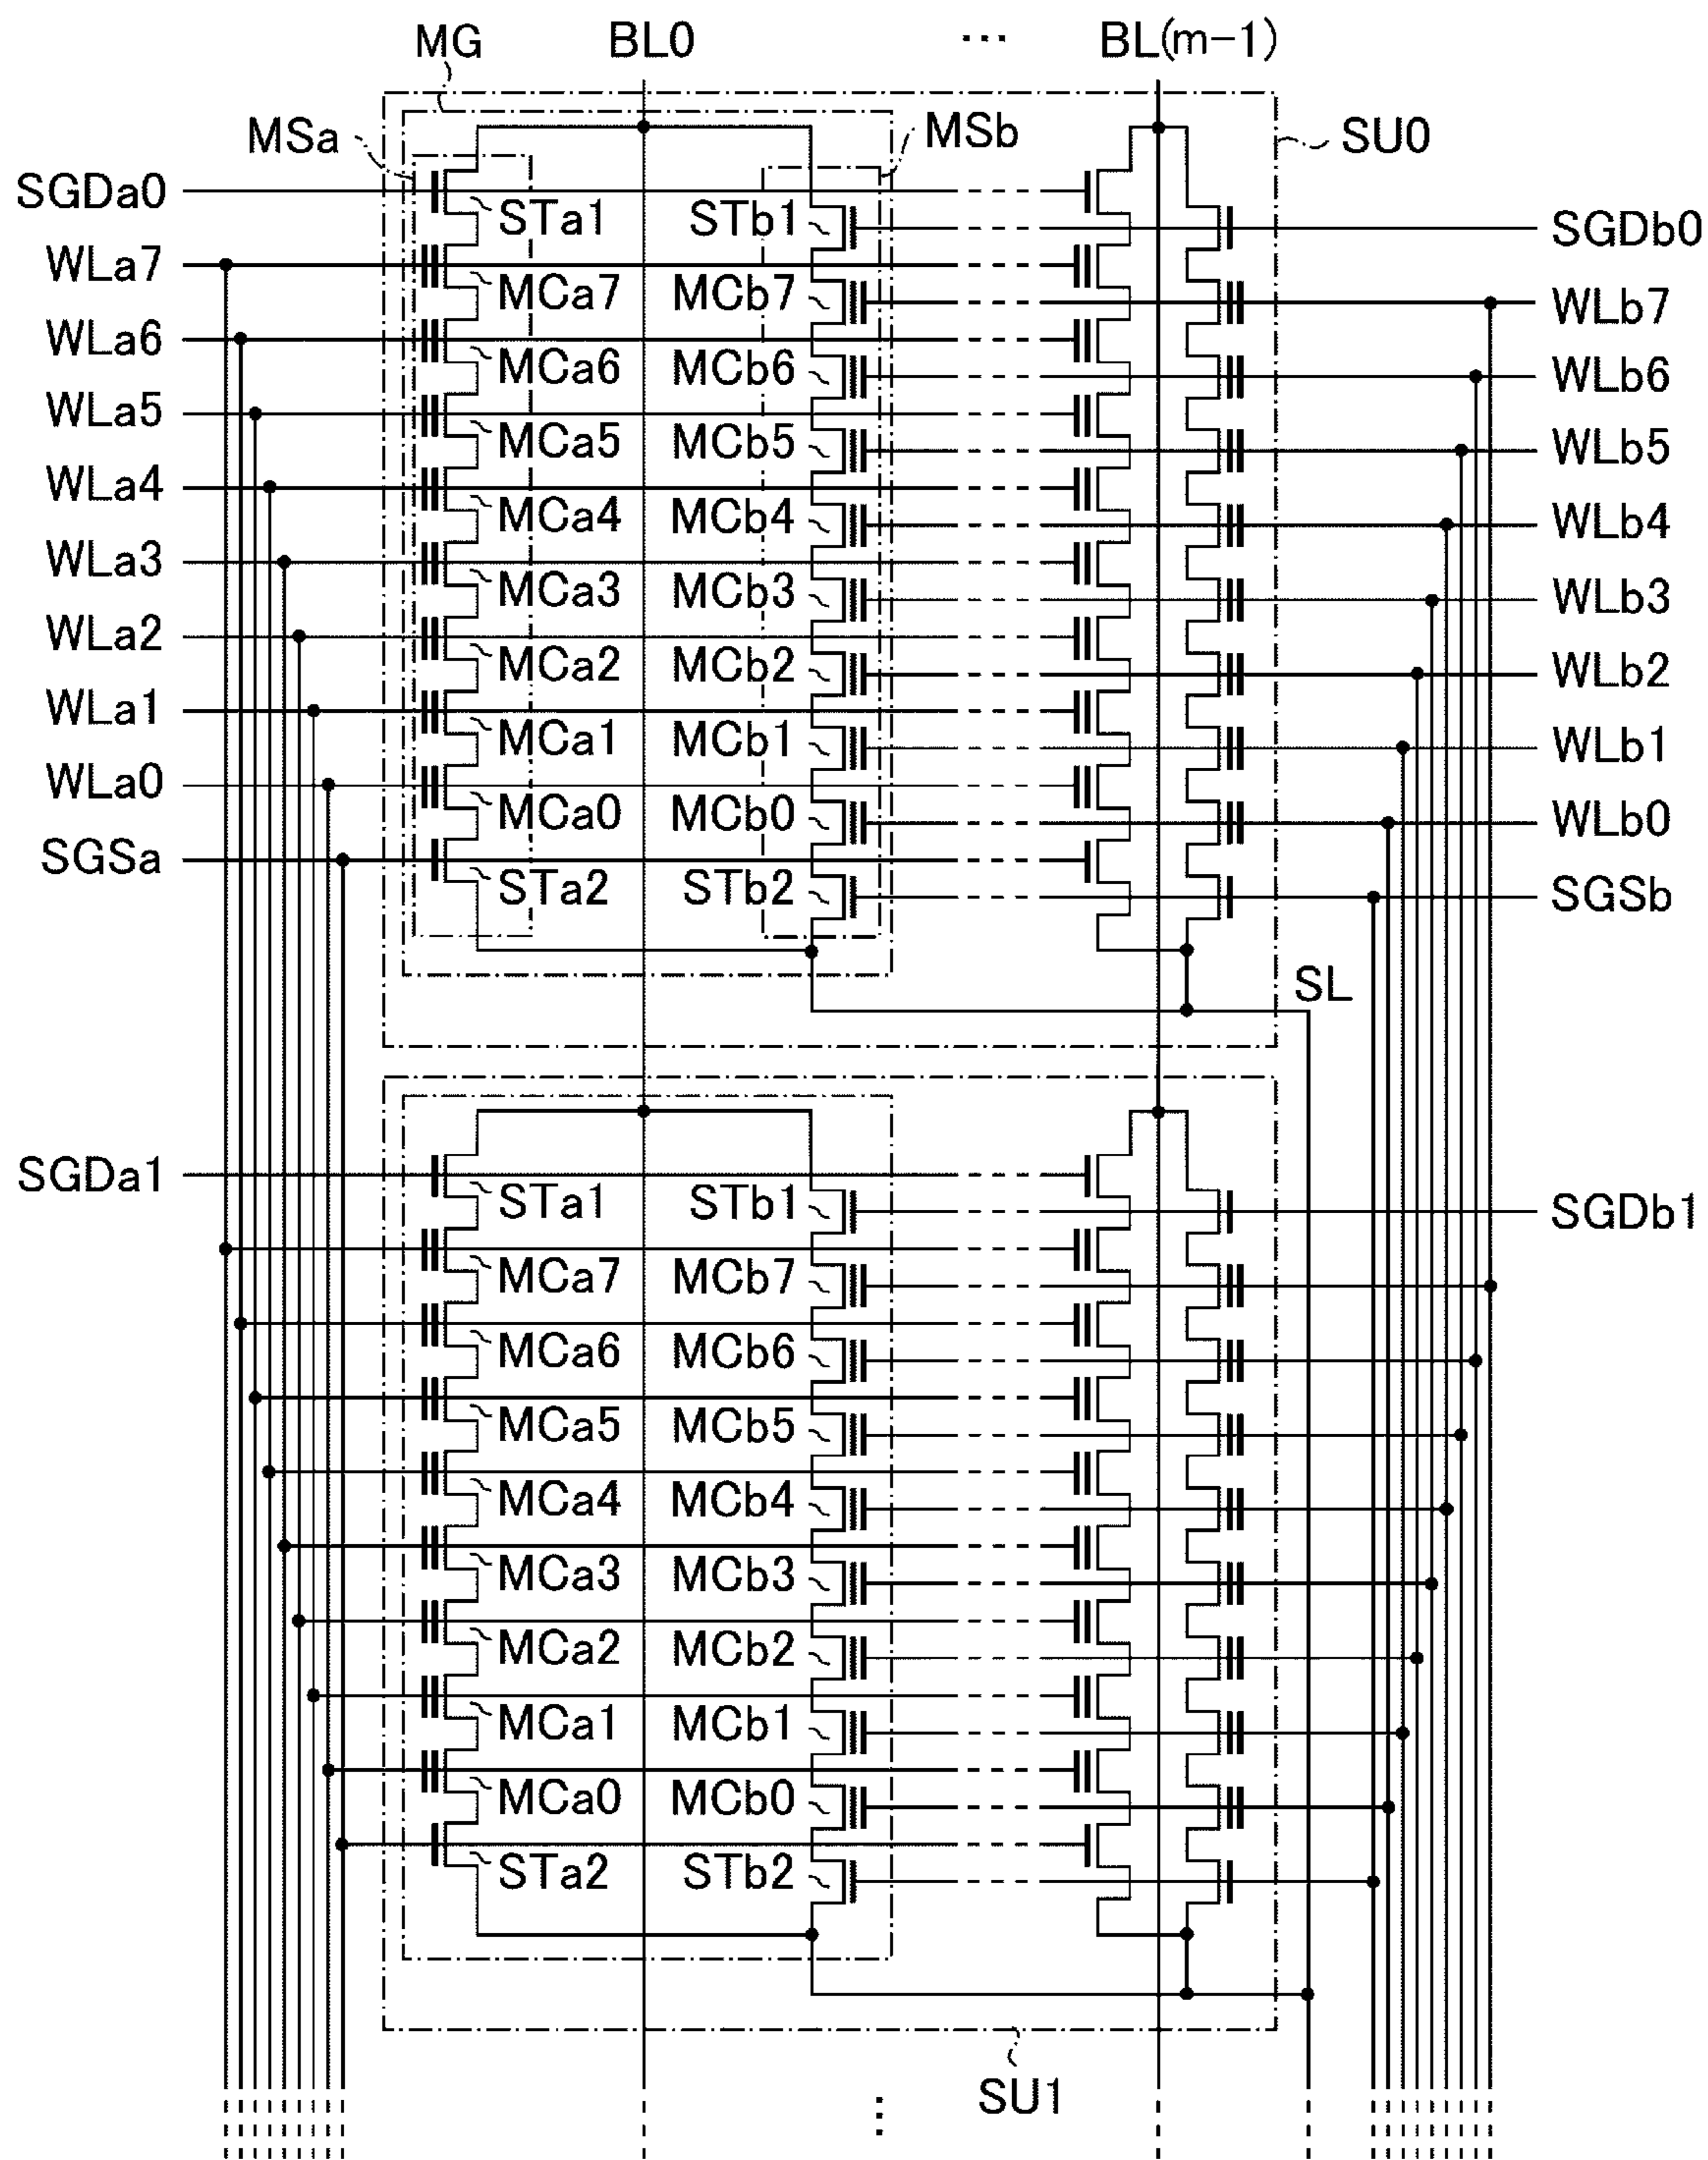 MG BL0 ... BL(m-1)
MSa MSb SU0
SGDa0 STa1 STb1 SGDb0
WLa7 MCa7 MCb7 WLb7
WLa6 MCa6 MCb6 WLb6
WLa5 MCa5 MCb5 WLb5
WLa4 MCa4 MCb4 WLb4
WLa3 MCa3 MCb3 WLb3
WLa2 MCa2 MCb2 WLb2
WLa1 MCa1 MCb1 WLb1
WLa0 MCa0 MCb0 WLb0
SGSa STa2 STb2 SGSb
SL
SGDa1 STa1 STb1 SGDb1
MCa7 MCb7
MCa6 MCb6
MCa5 MCb5
MCa4 MCb4
MCa3 MCb3
MCa2 MCb2
MCa1 MCb1
MCa0 MCb0
STa2 STb2
SU1
⋮